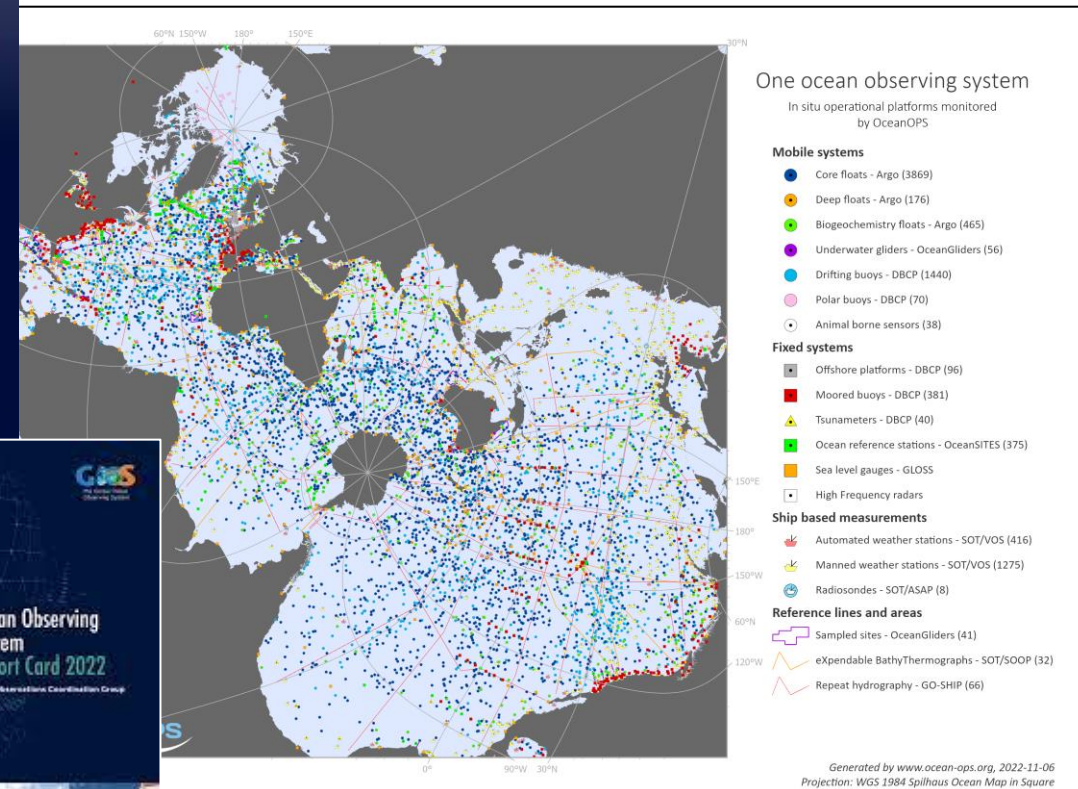 60°N 150°W 180° 150°E
30°N
One ocean observing system
In situ operational platforms monitored
by OceanOPS
Mobile systems
Core floats - Argo (3869)
Deep floats - Argo (176)
Biogeochemistry floats - Argo (465)
Underwater gliders - OceanGliders (56)
Drifting buoys - DBCP (1440)
Polar buoys - DBCP (70)
Animal borne sensors (38)
Fixed systems
Offshore platforms - DBCP (96)
Moored buoys - DBCP (381)
Tsunameters - DBCP (40)
Ocean reference stations - OceanSITES (375)
Sea level gauges - GLOSS
High Frequency radars
Ship based measurements
Automated weather stations - SOT/VOS (416)
Manned weather stations - SOT/VOS (1275)
Radiosondes - SOT/ASAP (8)
Reference lines and areas
Sampled sites - OceanGliders (41)
eXpendable BathyThermographs - SOT/SOOP (32)
Repeat hydrography - GO-SHIP (66)
150°E
180°
150°W
60°N
120°W
0° 90°W 30°N
GOOS
an Observing
em
ort Card 2022
Observations Coordination Group
PS
Generated by www.ocean-ops.org, 2022-11-06
Projection: WGS 1984 Spilhaus Ocean Map in Square